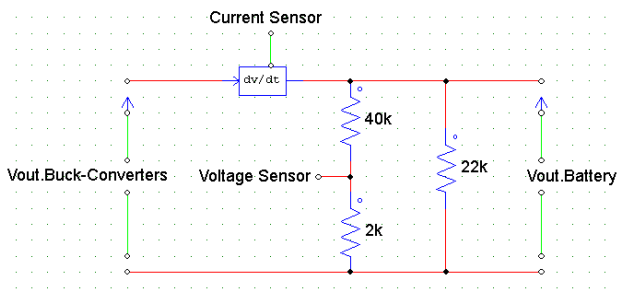 Current Sensor
dv/dt
40k
Vout.Buck-Converters
Voltage Sensor
22k
Vout.Battery
2k